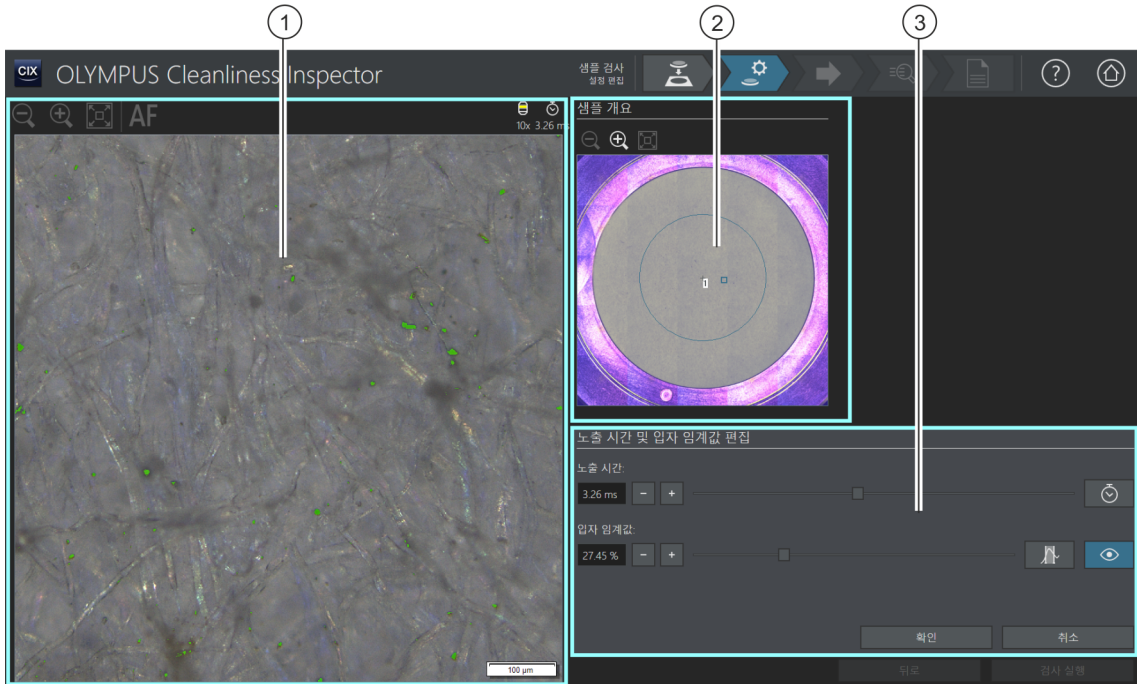 1
2
3
CIX
OLYMPUS Cleanliness Inspector
샘플 검사
설정 편집
?
AF
10x 3.26 ms
샘플 개요
1
100 µm
노출 시간 및 입자 임계값 편집
노출 시간:
3.26 ms
입자 임계값:
27.45 %
확인
취소
뒤로
검사 실행